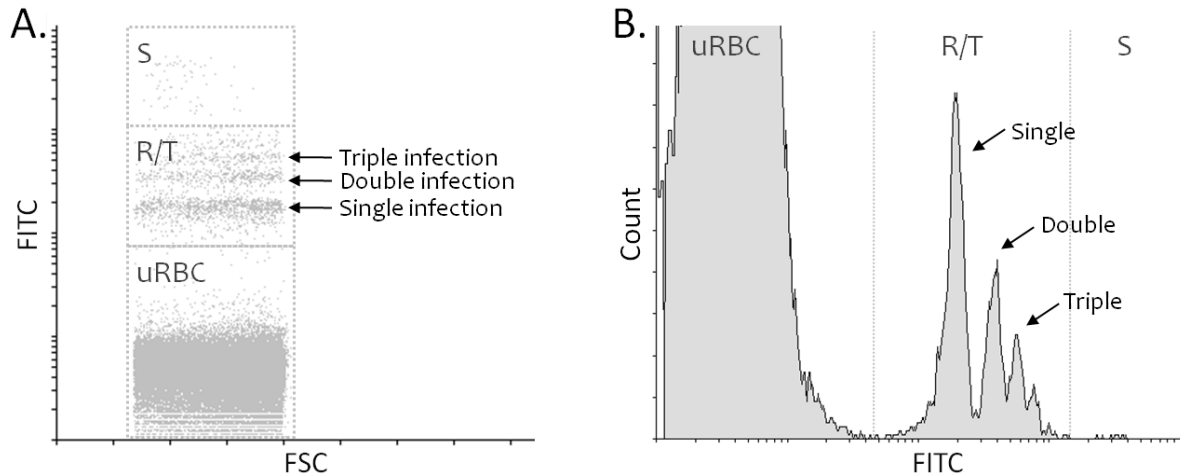 A.
S
R/T
Triple infection
Double infection
Single infection
uRBC
FITC
FSC
B.
uRBC
R/T
S
Single
Double
Triple
Count
FITC